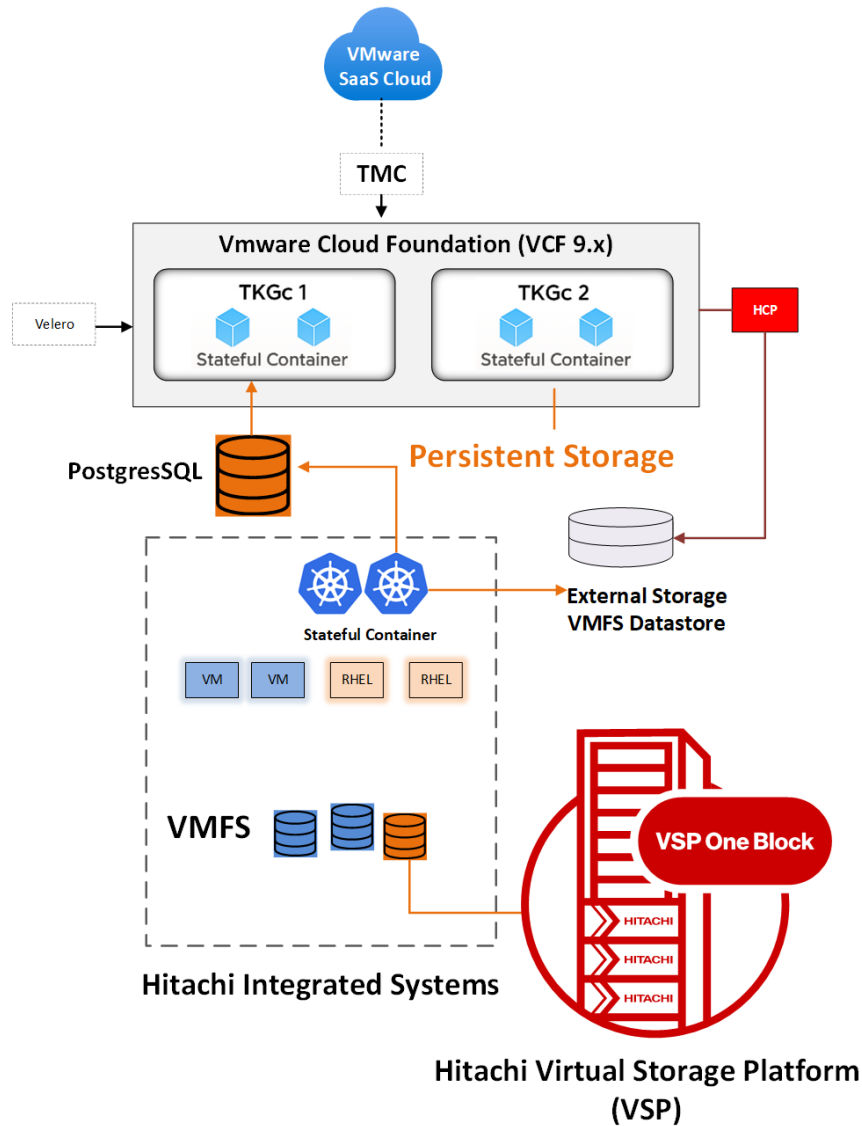 VMware
SaaS Cloud
TMC
Vmware Cloud Foundation (VCF 9.x)
TKGc 1
Stateful Container
TKGc 2
Stateful Container
Velero
HCP
PostgresSQL
Persistent Storage
External Storage
VMFS Datastore
Stateful Container
VM
VM
RHEL
RHEL
VMFS
VSP One Block
HITACHI
HITACHI
HITACHI
Hitachi Integrated Systems
Hitachi Virtual Storage Platform
(VSP)